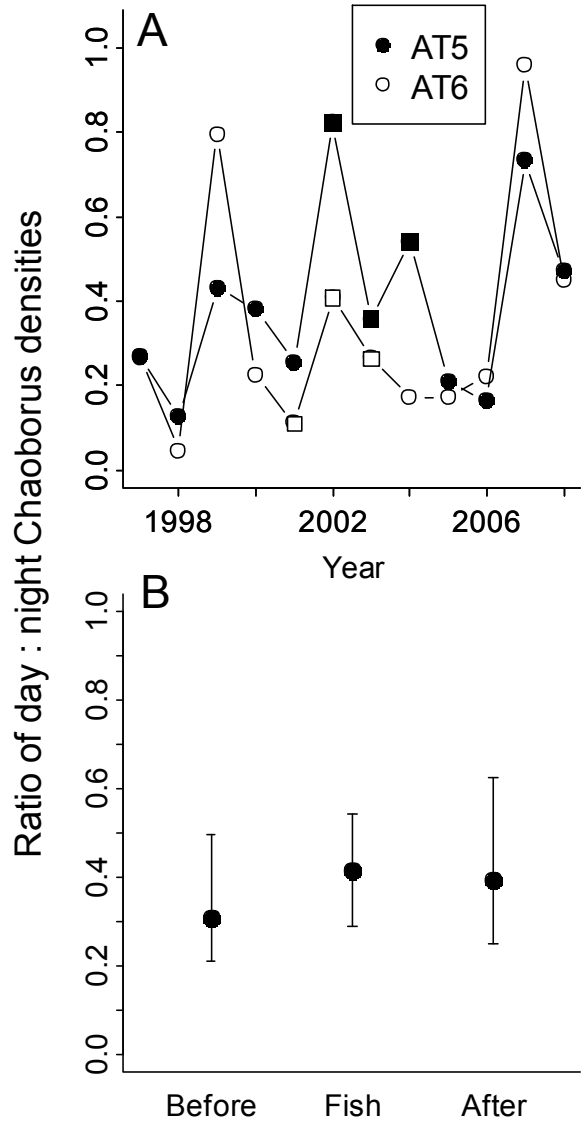 A
AT5
AT6
1.0
0.8
0.6
0.4
0.2
0.0
1998
2002
2006
Year
Ratio of day : night Chaoborus densities
B
1.0
0.8
0.6
0.4
0.2
0.0
Before
Fish
After